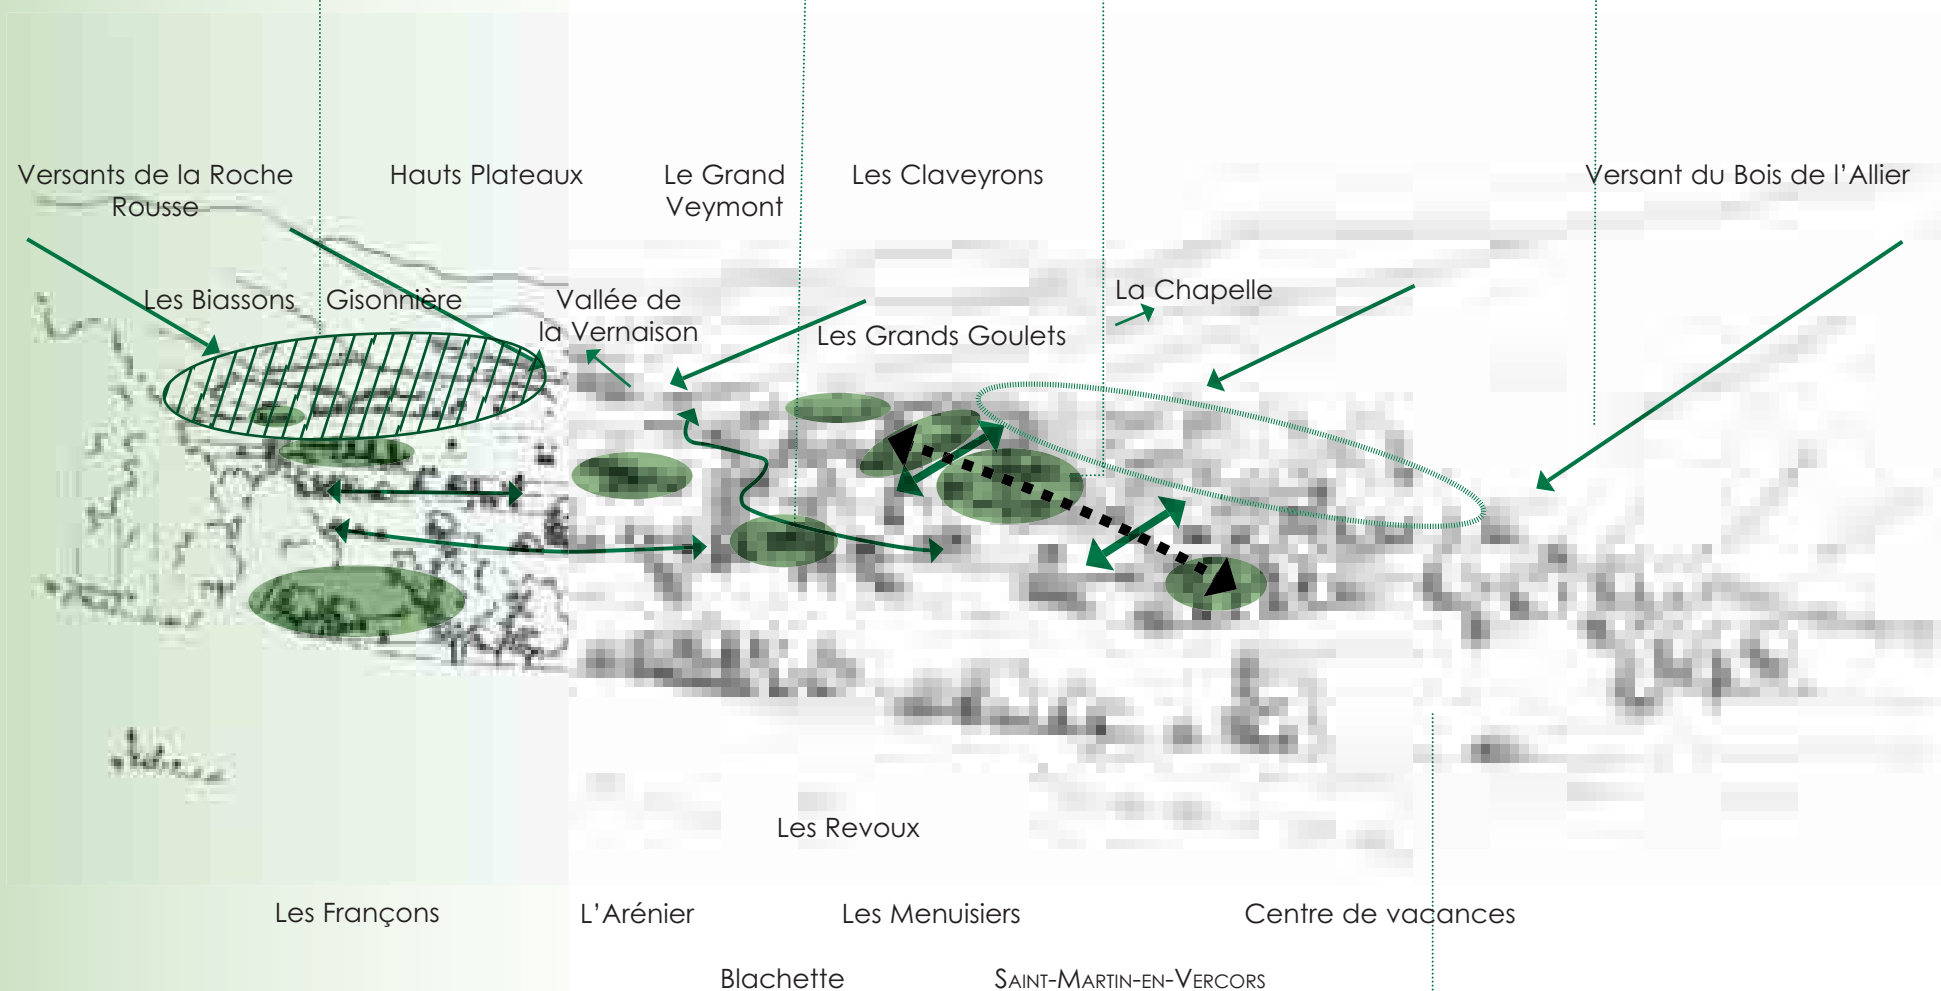 Versants de la Roche
Rousse
Hauts Plateaux
Le Grand
Veymont
Les Claveyrons
Versant du Bois de l'Allier
Les Biassons
Gisonnière
Vallée de
la Vernaison
La Chapelle
Les Grands Goulets
Les Revoux
Les Françons
L'Arénier
Les Menuisiers
Centre de vacances
Blachette
SAINT-MARTIN-EN-VERCORS